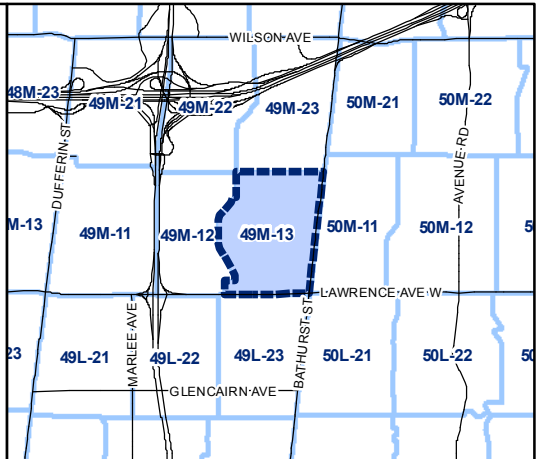 WILSON AVE
48M-23
49M-21
49M-22
49M-23
50M-21
50M-22
DUFFERIN ST
AVENUE RD
M-13
49M-11
49M-12
49M-13
50M-11
50M-12
5
LAWRENCE AVE W
MARLEE AVE
BATHURST ST
23
49L-21
49L-22
49L-23
50L-21
50L-22
50
GLENCAIRN AVE